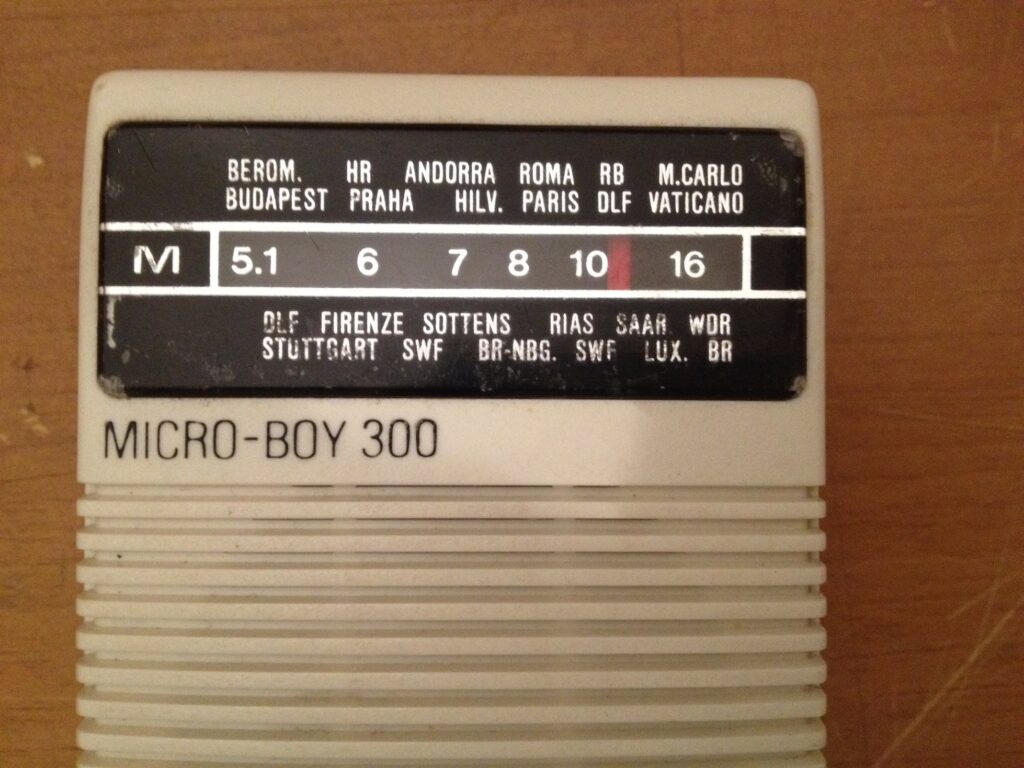 BEROM. HR ANDORRA ROMA RB M.CARLO
BUDAPEST PRAHA HILV. PARIS DLF VATICANO
M 5.1 6 7 8 10 16
DLF FIRENZE SOTTENS RIAS SAAR WDR
STUTTGART SWF BR-NBG. SWF LUX. BR
MICRO-BOY 300